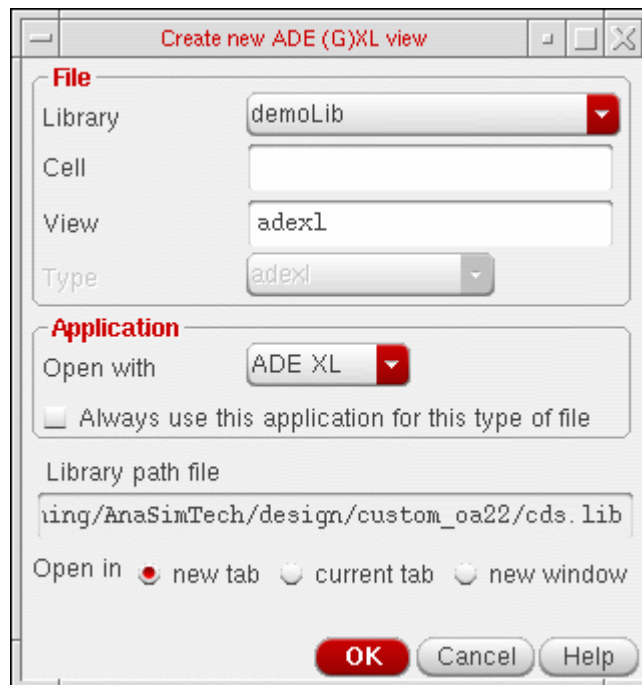 Create new ADE (G)XL view
File
Library demoLib
Cell
View adexl
Type adexl
Application
Open with ADE XL
Always use this application for this type of file
Library path file
ning/AnaSimTech/design/custom_oa22/cds.lib
Open in new tab current tab new window
OK Cancel Help